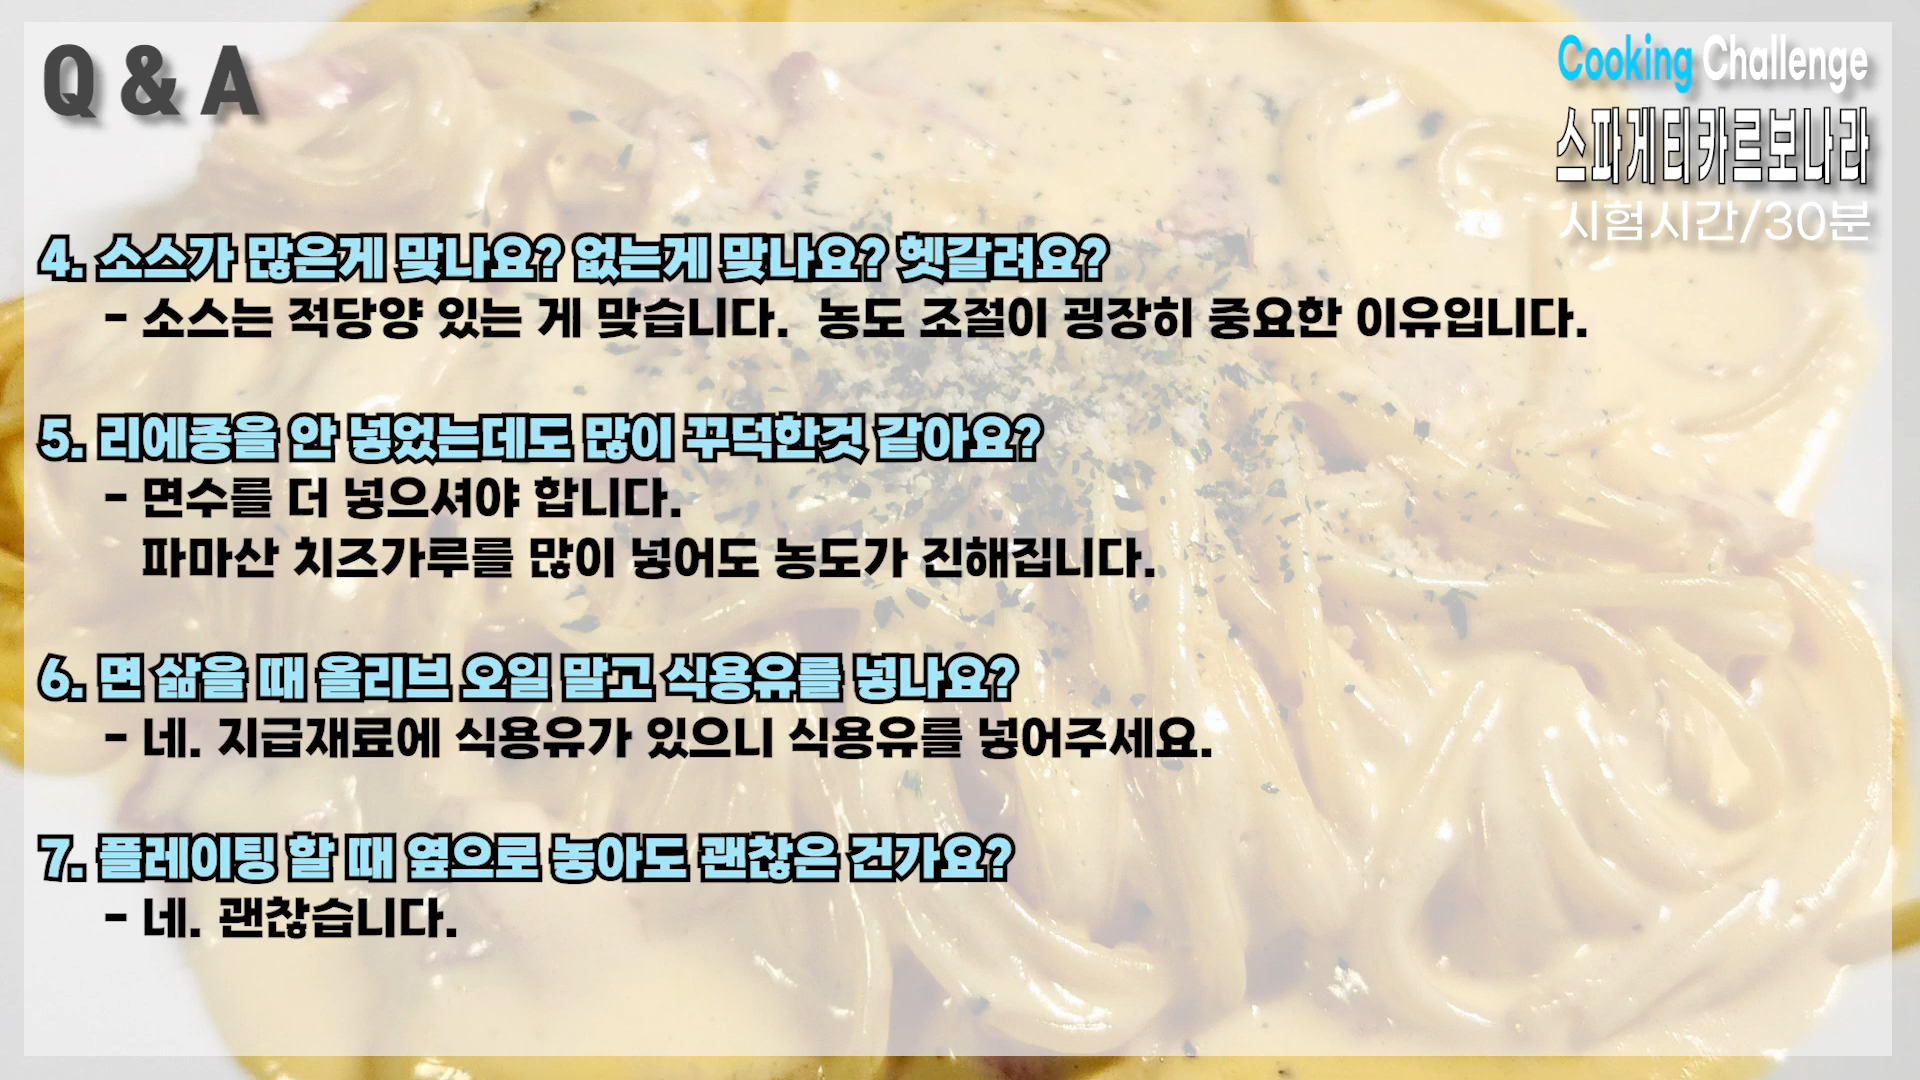 Q & A
Cooking Challenge
스파게티카르보나라
시험시간/30분
4. 소스가 많은게 맞나요? 없는게 맞나요? 헷갈려요?
- 소스는 적당양 있는 게 맞습니다. 농도 조절이 굉장히 중요한 이유입니다.
5. 리에종을 안 넣었는데도 많이 꾸덕한것 같아요?
- 면수를 더 넣으셔야 합니다.
파마산 치즈가루를 많이 넣어도 농도가 진해집니다.
6. 면 삶을 때 올리브 오일 말고 식용유를 넣나요?
- 네. 지급재료에 식용유가 있으니 식용유를 넣어주세요.
7. 플레이팅 할 때 옆으로 놓아도 괜찮은 건가요?
- 네. 괜찮습니다.